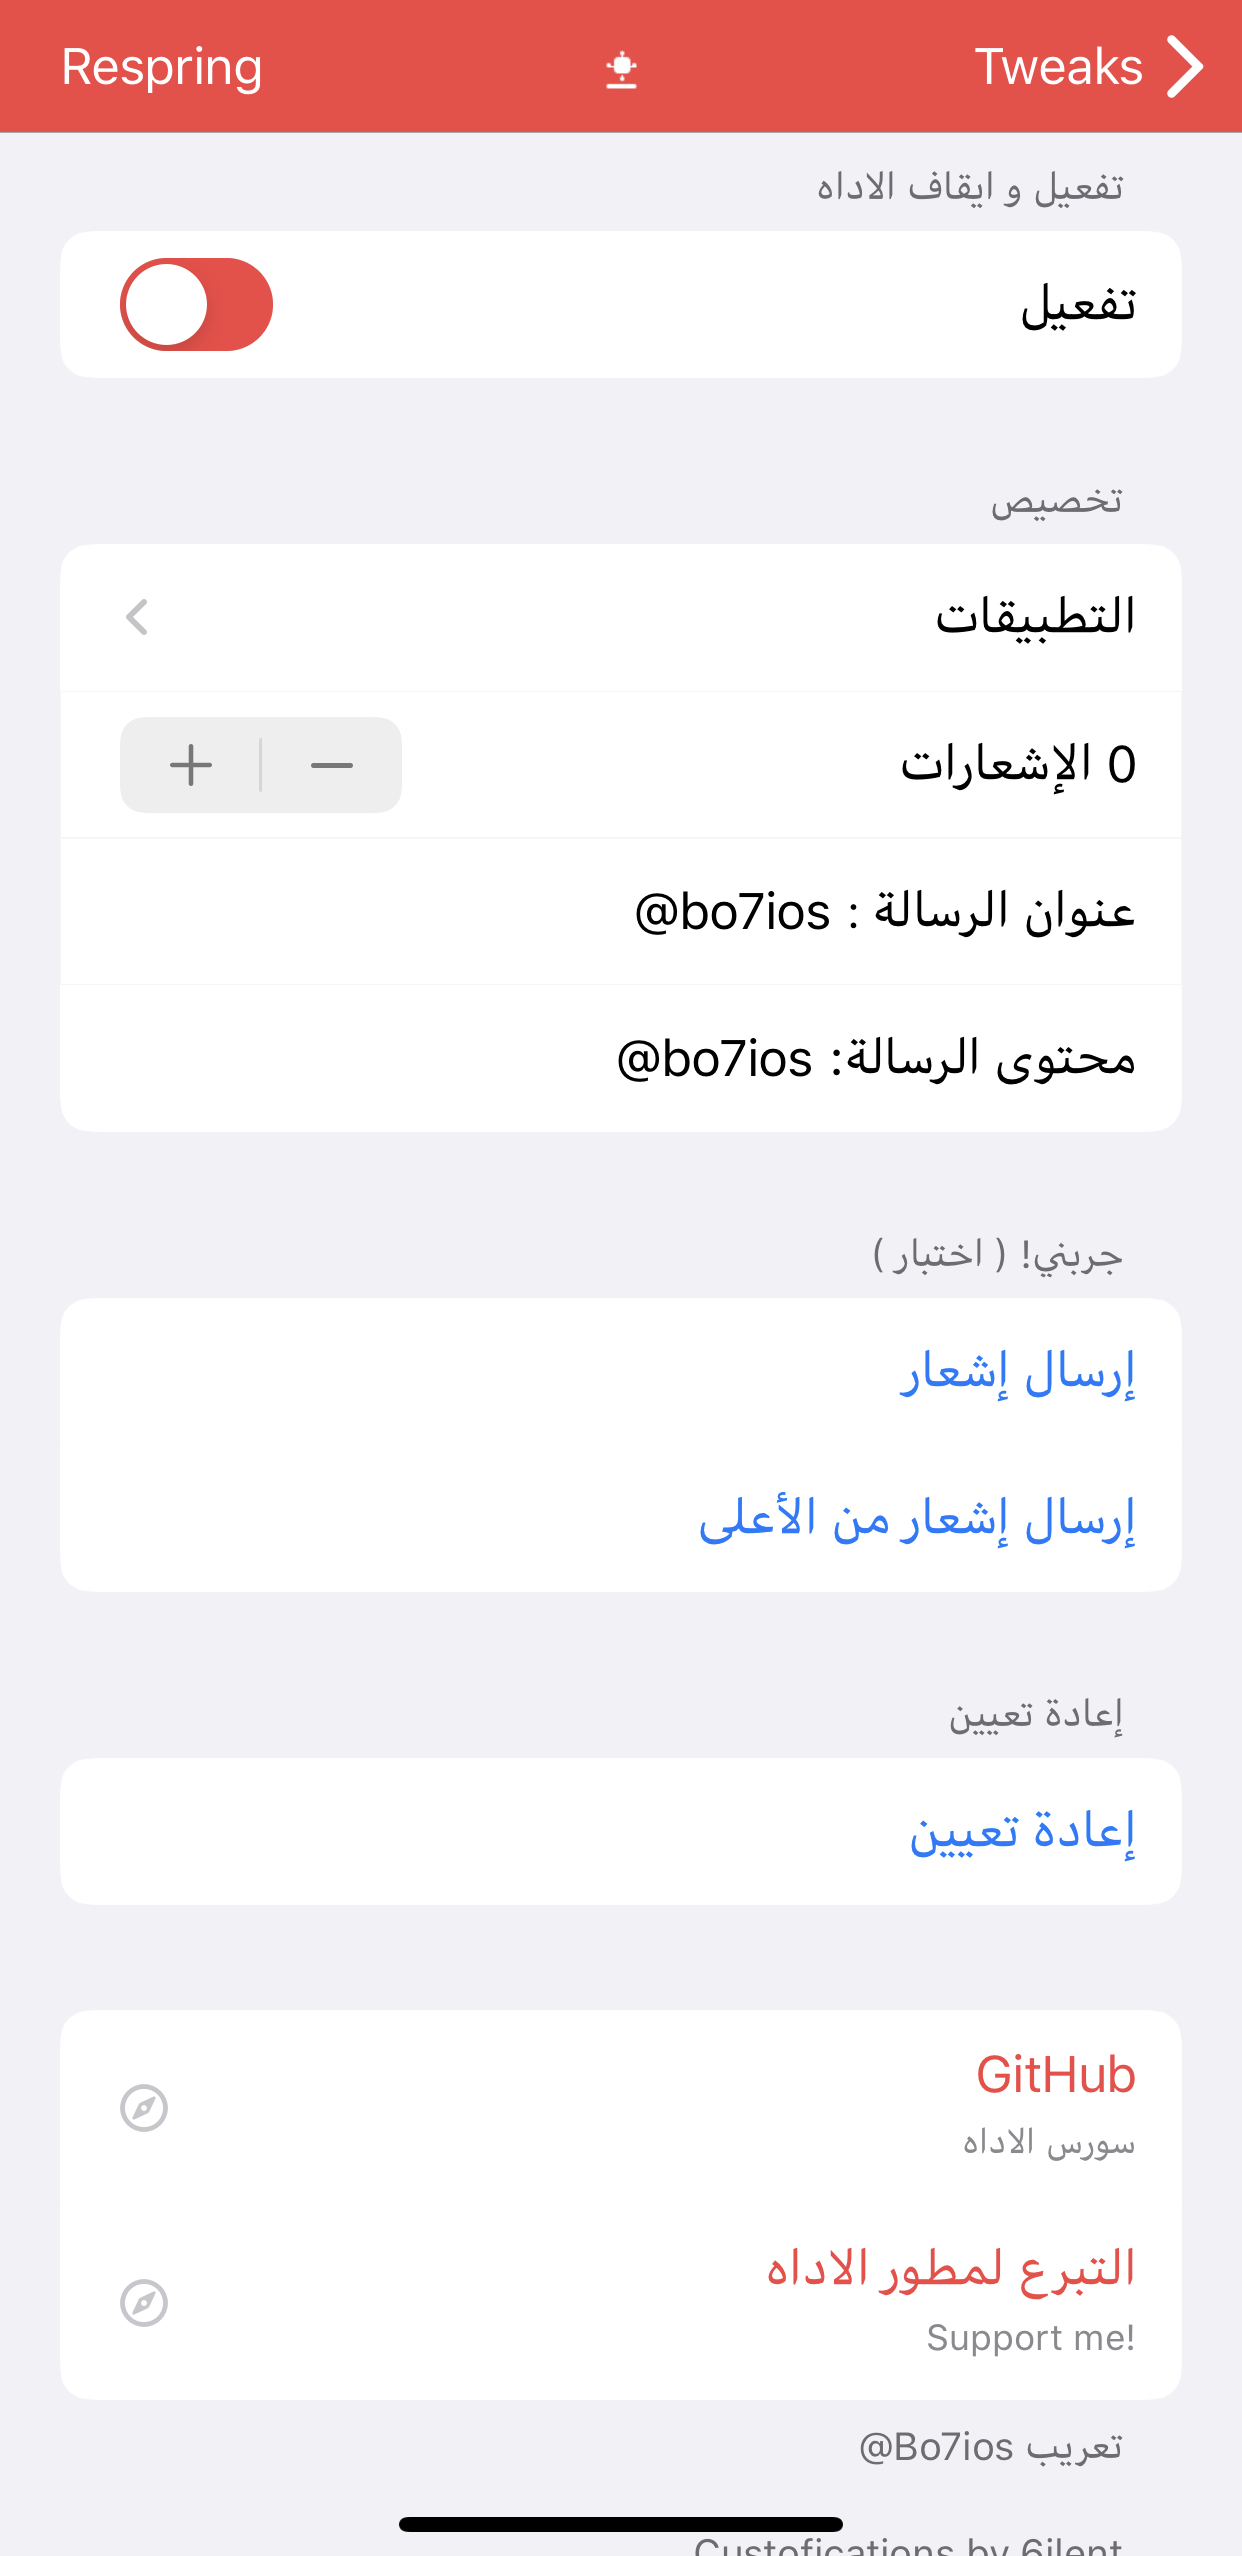 Respring
Tweaks
تفعيل و ايقاف الاداه
تفعيل
تخصيص
التطبيقات
0 الإشعارات
عنوان الرسالة : bo7ios@
محتوى الرسالة: bo7ios@
جربني! ( اختبار )
إرسال إشعار
إرسال إشعار من الأعلى
إعادة تعيين
إعادة تعيين
GitHub
سورس الاداه
التبرع لمطور الاداه
Support me!
تعريب Bo7ios@
Custofications by 6ilent